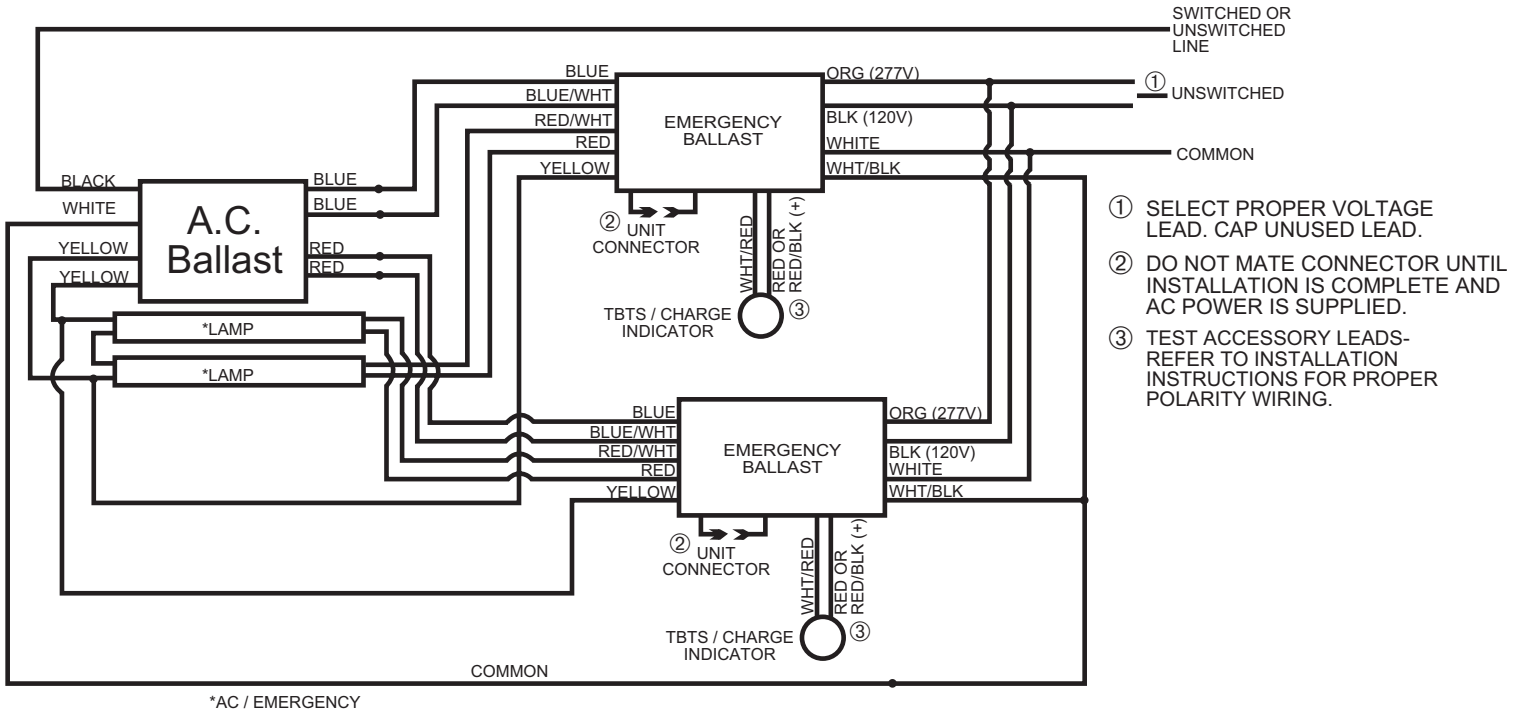 SWITCHED OR
UNSWITCHED
LINE
BLUE
BLUE/WHT
RED/WHT
RED
YELLOW
EMERGENCY
BALLAST
ORG (277V)
BLK (120V)
WHITE
WHT/BLK
① UNSWITCHED
COMMON
BLACK
WHITE
YELLOW
YELLOW
A.C.
Ballast
BLUE
BLUE
RED
RED
② UNIT
CONNECTOR
WHT/RED
RED OR
RED/BLK (+)
TBTS / CHARGE
INDICATOR
③
*LAMP
*LAMP
① SELECT PROPER VOLTAGE
LEAD. CAP UNUSED LEAD.
② DO NOT MATE CONNECTOR UNTIL
INSTALLATION IS COMPLETE AND
AC POWER IS SUPPLIED.
③ TEST ACCESSORY LEADS-
REFER TO INSTALLATION
INSTRUCTIONS FOR PROPER
POLARITY WIRING.
BLUE
BLUE/WHT
RED/WHT
RED
YELLOW
EMERGENCY
BALLAST
ORG (277V)
BLK (120V)
WHITE
WHT/BLK
② UNIT
CONNECTOR
WHT/RED
RED OR
RED/BLK (+)
TBTS / CHARGE
INDICATOR
③
COMMON
*AC / EMERGENCY